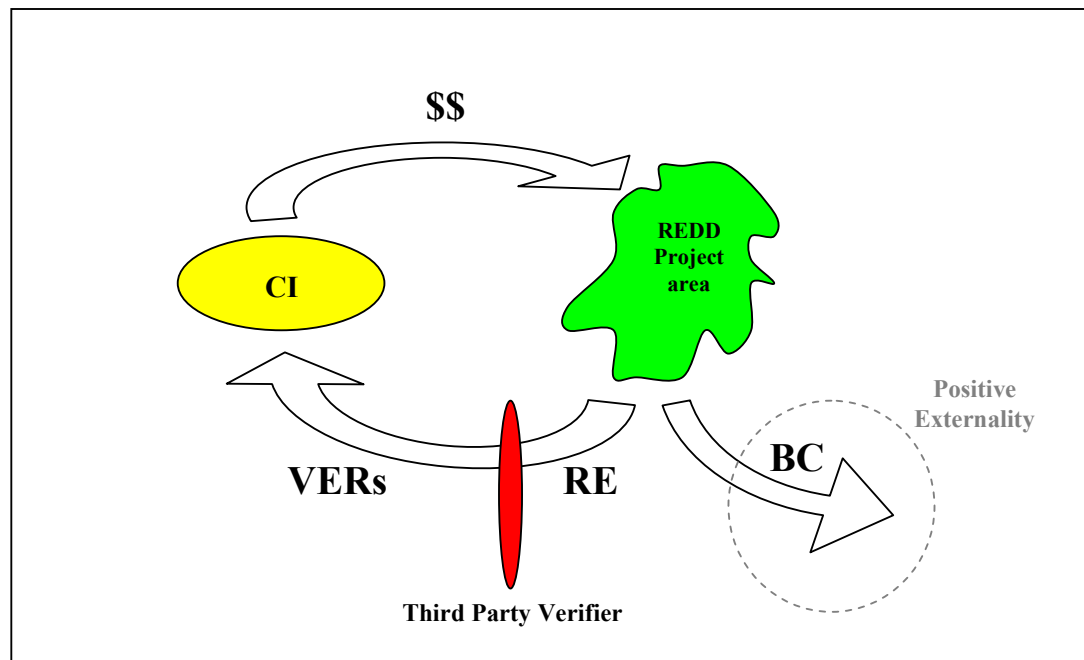 $$
REDD
Project
area
CI
Positive
Externality
BC
VERs
RE
Third Party Verifier